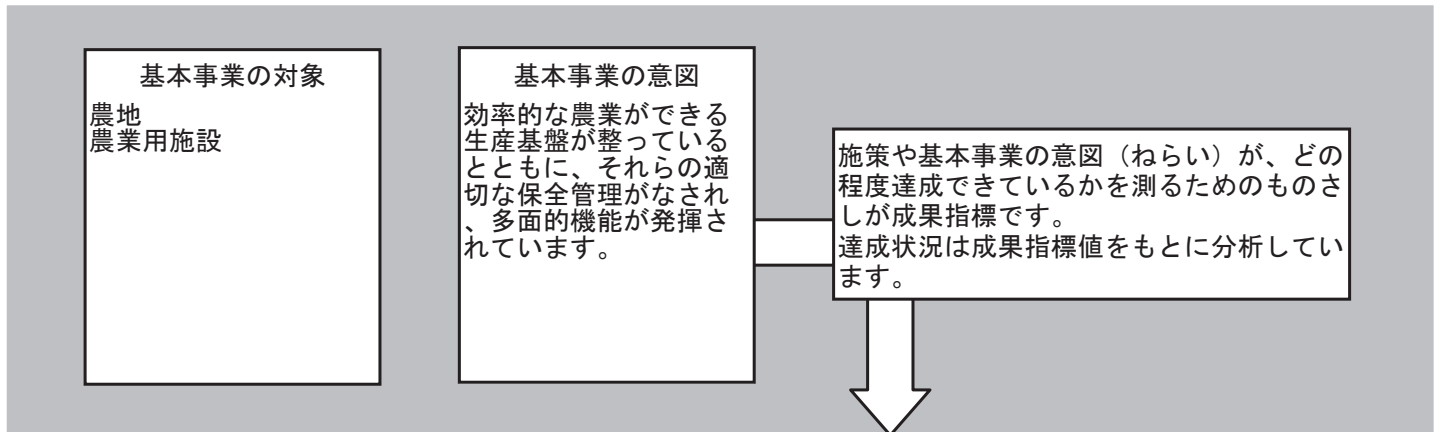 基本事業の対象
農地
農業用施設
基本事業の意図
効率的な農業ができる
生産基盤が整っている
とともに、それらの適
切な保全管理がなされ
、多面的機能が発揮さ
れています。
施策や基本事業の意図（ねらい）が、どの
程度達成できているかを測るためのものさ
しが成果指標です。
達成状況は成果指標値をもとに分析してい
ます。